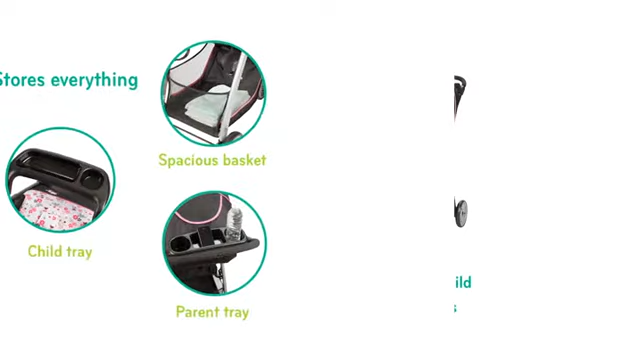 Stores everything
Spacious basket
Child tray
Parent tray
ild
s